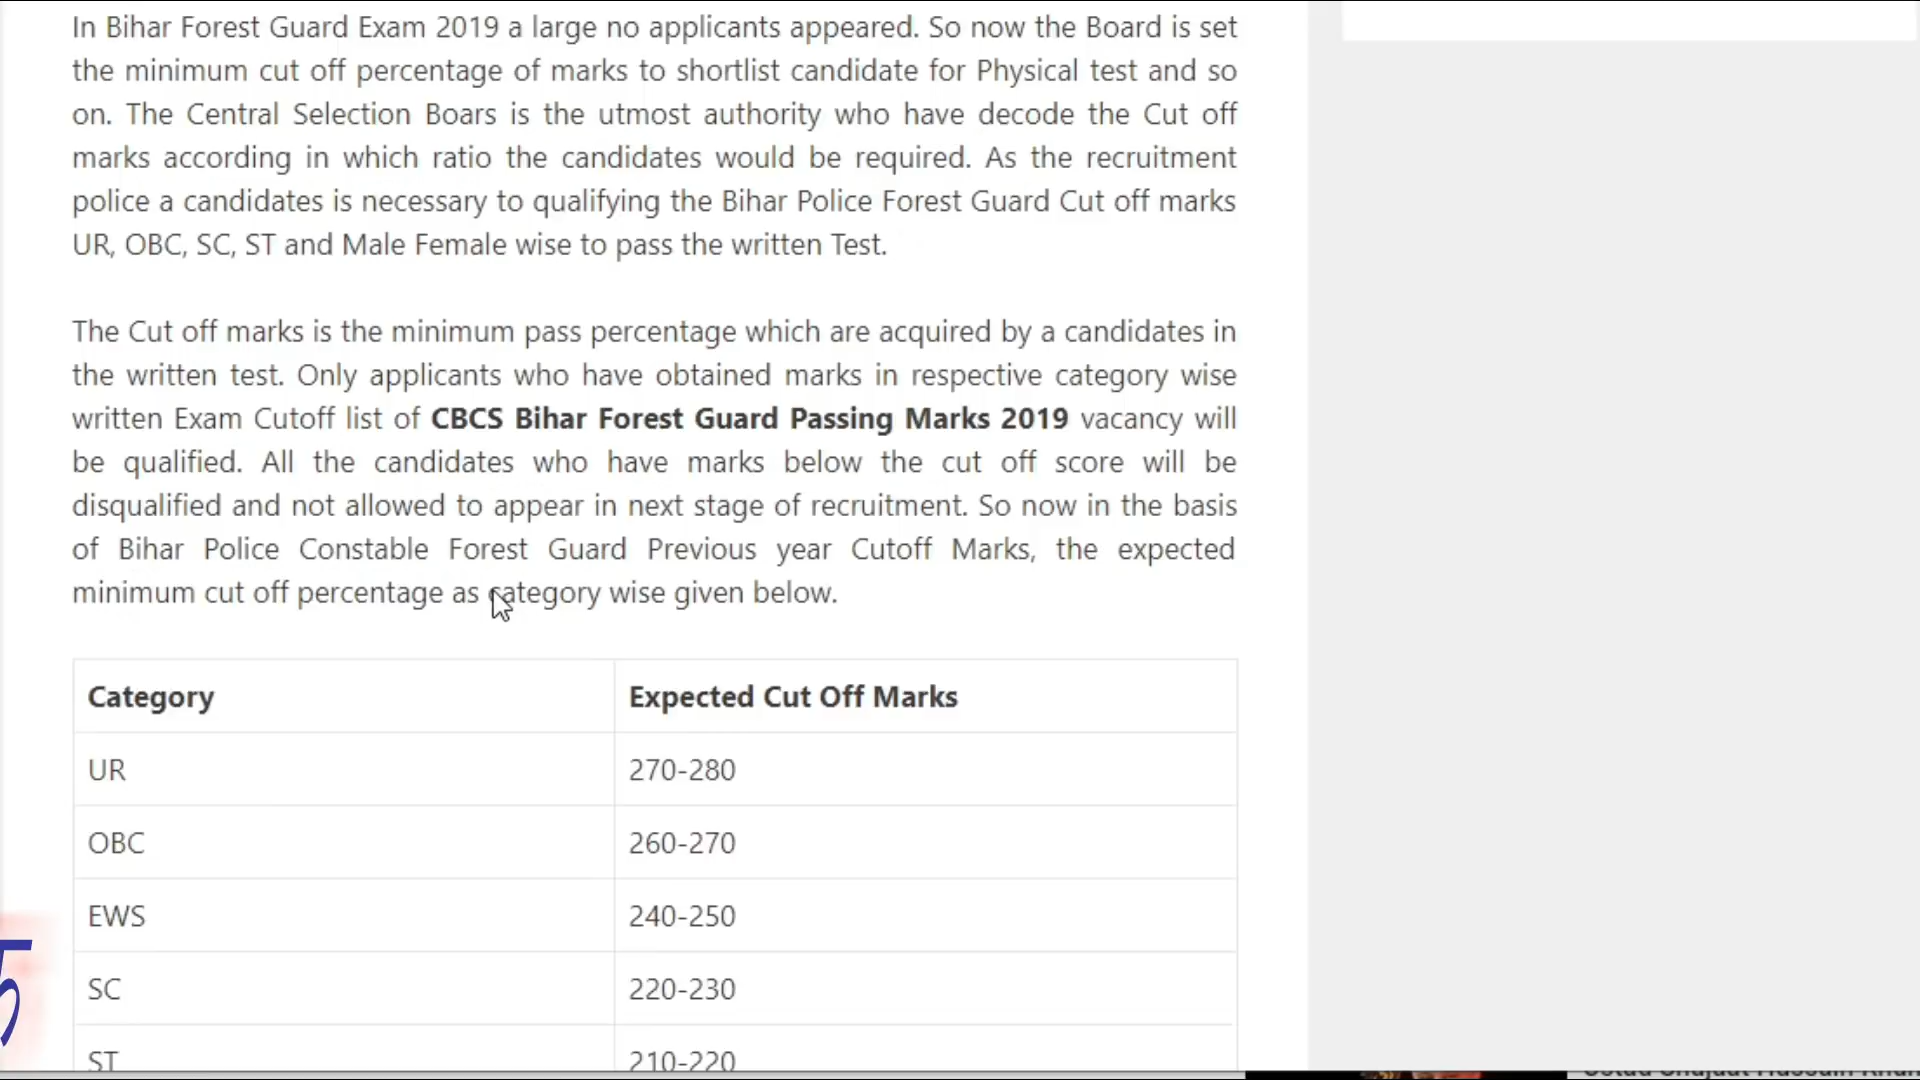 In Bihar Forest Guard Exam 2019 a large no applicants appeared. So now the Board is set
the minimum cut off percentage of marks to shortlist candidate for Physical test and so
on. The Central Selection Boars is the utmost authority who have decode the Cut off
marks according in which ratio the candidates would be required. As the recruitment
police a candidates is necessary to qualifying the Bihar Police Forest Guard Cut off marks
UR, OBC, SC, ST and Male Female wise to pass the written Test.
The Cut off marks is the minimum pass percentage which are acquired by a candidates in
the written test. Only applicants who have obtained marks in respective category wise
written Exam Cutoff list of CBCS Bihar Forest Guard Passing Marks 2019 vacancy will
be qualified. All the candidates who have marks below the cut off score will be
disqualified and not allowed to appear in next stage of recruitment. So now in the basis
of Bihar Police Constable Forest Guard Previous year Cutoff Marks, the expected
minimum cut off percentage as category wise given below.
Category Expected Cut Off Marks
UR 270-280
OBC 260-270
EWS 240-250
SC 220-230
ST 210-220